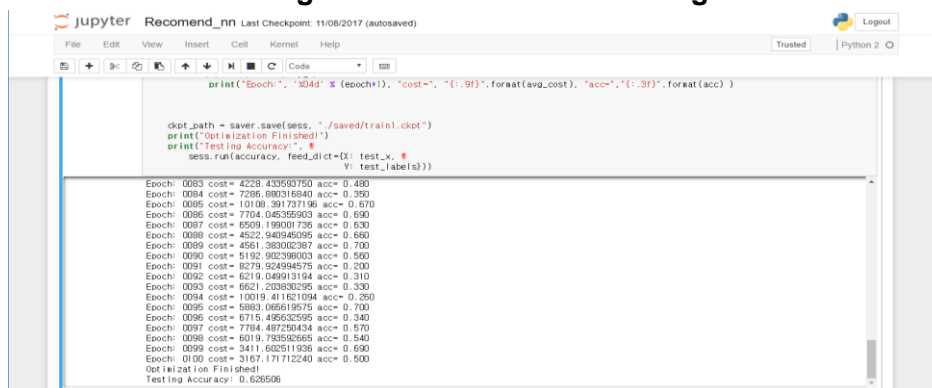 jupyter Recomend_nn Last Checkpoint: 11/08/2017 (autosaved)
Logout
File Edit View Insert Cell Kernel Help
Trusted
Python 2
Code
print("Epoch:", '%04d' % (epoch+1), "cost=", "{:.9f}".format(avg_cost), "acc=","{:.3f}".format(acc) )
ckpt_path = saver.save(sess, "./saved/train1.ckpt")
print("Optimization Finished!")
print("Testing Accuracy:", ￦
sess.run(accuracy, feed_dict={X: test_x, ￦
Y: test_labels}))
Epoch: 0083 cost= 4228.433593750 acc= 0.480
Epoch: 0084 cost= 7286.880316840 acc= 0.350
Epoch: 0085 cost= 10108.391737196 acc= 0.670
Epoch: 0086 cost= 7704.045355903 acc= 0.690
Epoch: 0087 cost= 6509.199001736 acc= 0.630
Epoch: 0088 cost= 4522.940945095 acc= 0.660
Epoch: 0089 cost= 4561.383002387 acc= 0.700
Epoch: 0090 cost= 5192.902398003 acc= 0.560
Epoch: 0091 cost= 8279.924994575 acc= 0.200
Epoch: 0092 cost= 6219.049913194 acc= 0.310
Epoch: 0093 cost= 6621.203830295 acc= 0.330
Epoch: 0094 cost= 10019.411621094 acc= 0.260
Epoch: 0095 cost= 5883.065619575 acc= 0.700
Epoch: 0096 cost= 6715.495632595 acc= 0.340
Epoch: 0097 cost= 7784.487250434 acc= 0.570
Epoch: 0098 cost= 6019.793592665 acc= 0.540
Epoch: 0099 cost= 3411.602511936 acc= 0.690
Epoch: 0100 cost= 3167.171712240 acc= 0.500
Optimization Finished!
Testing Accuracy: 0.626506